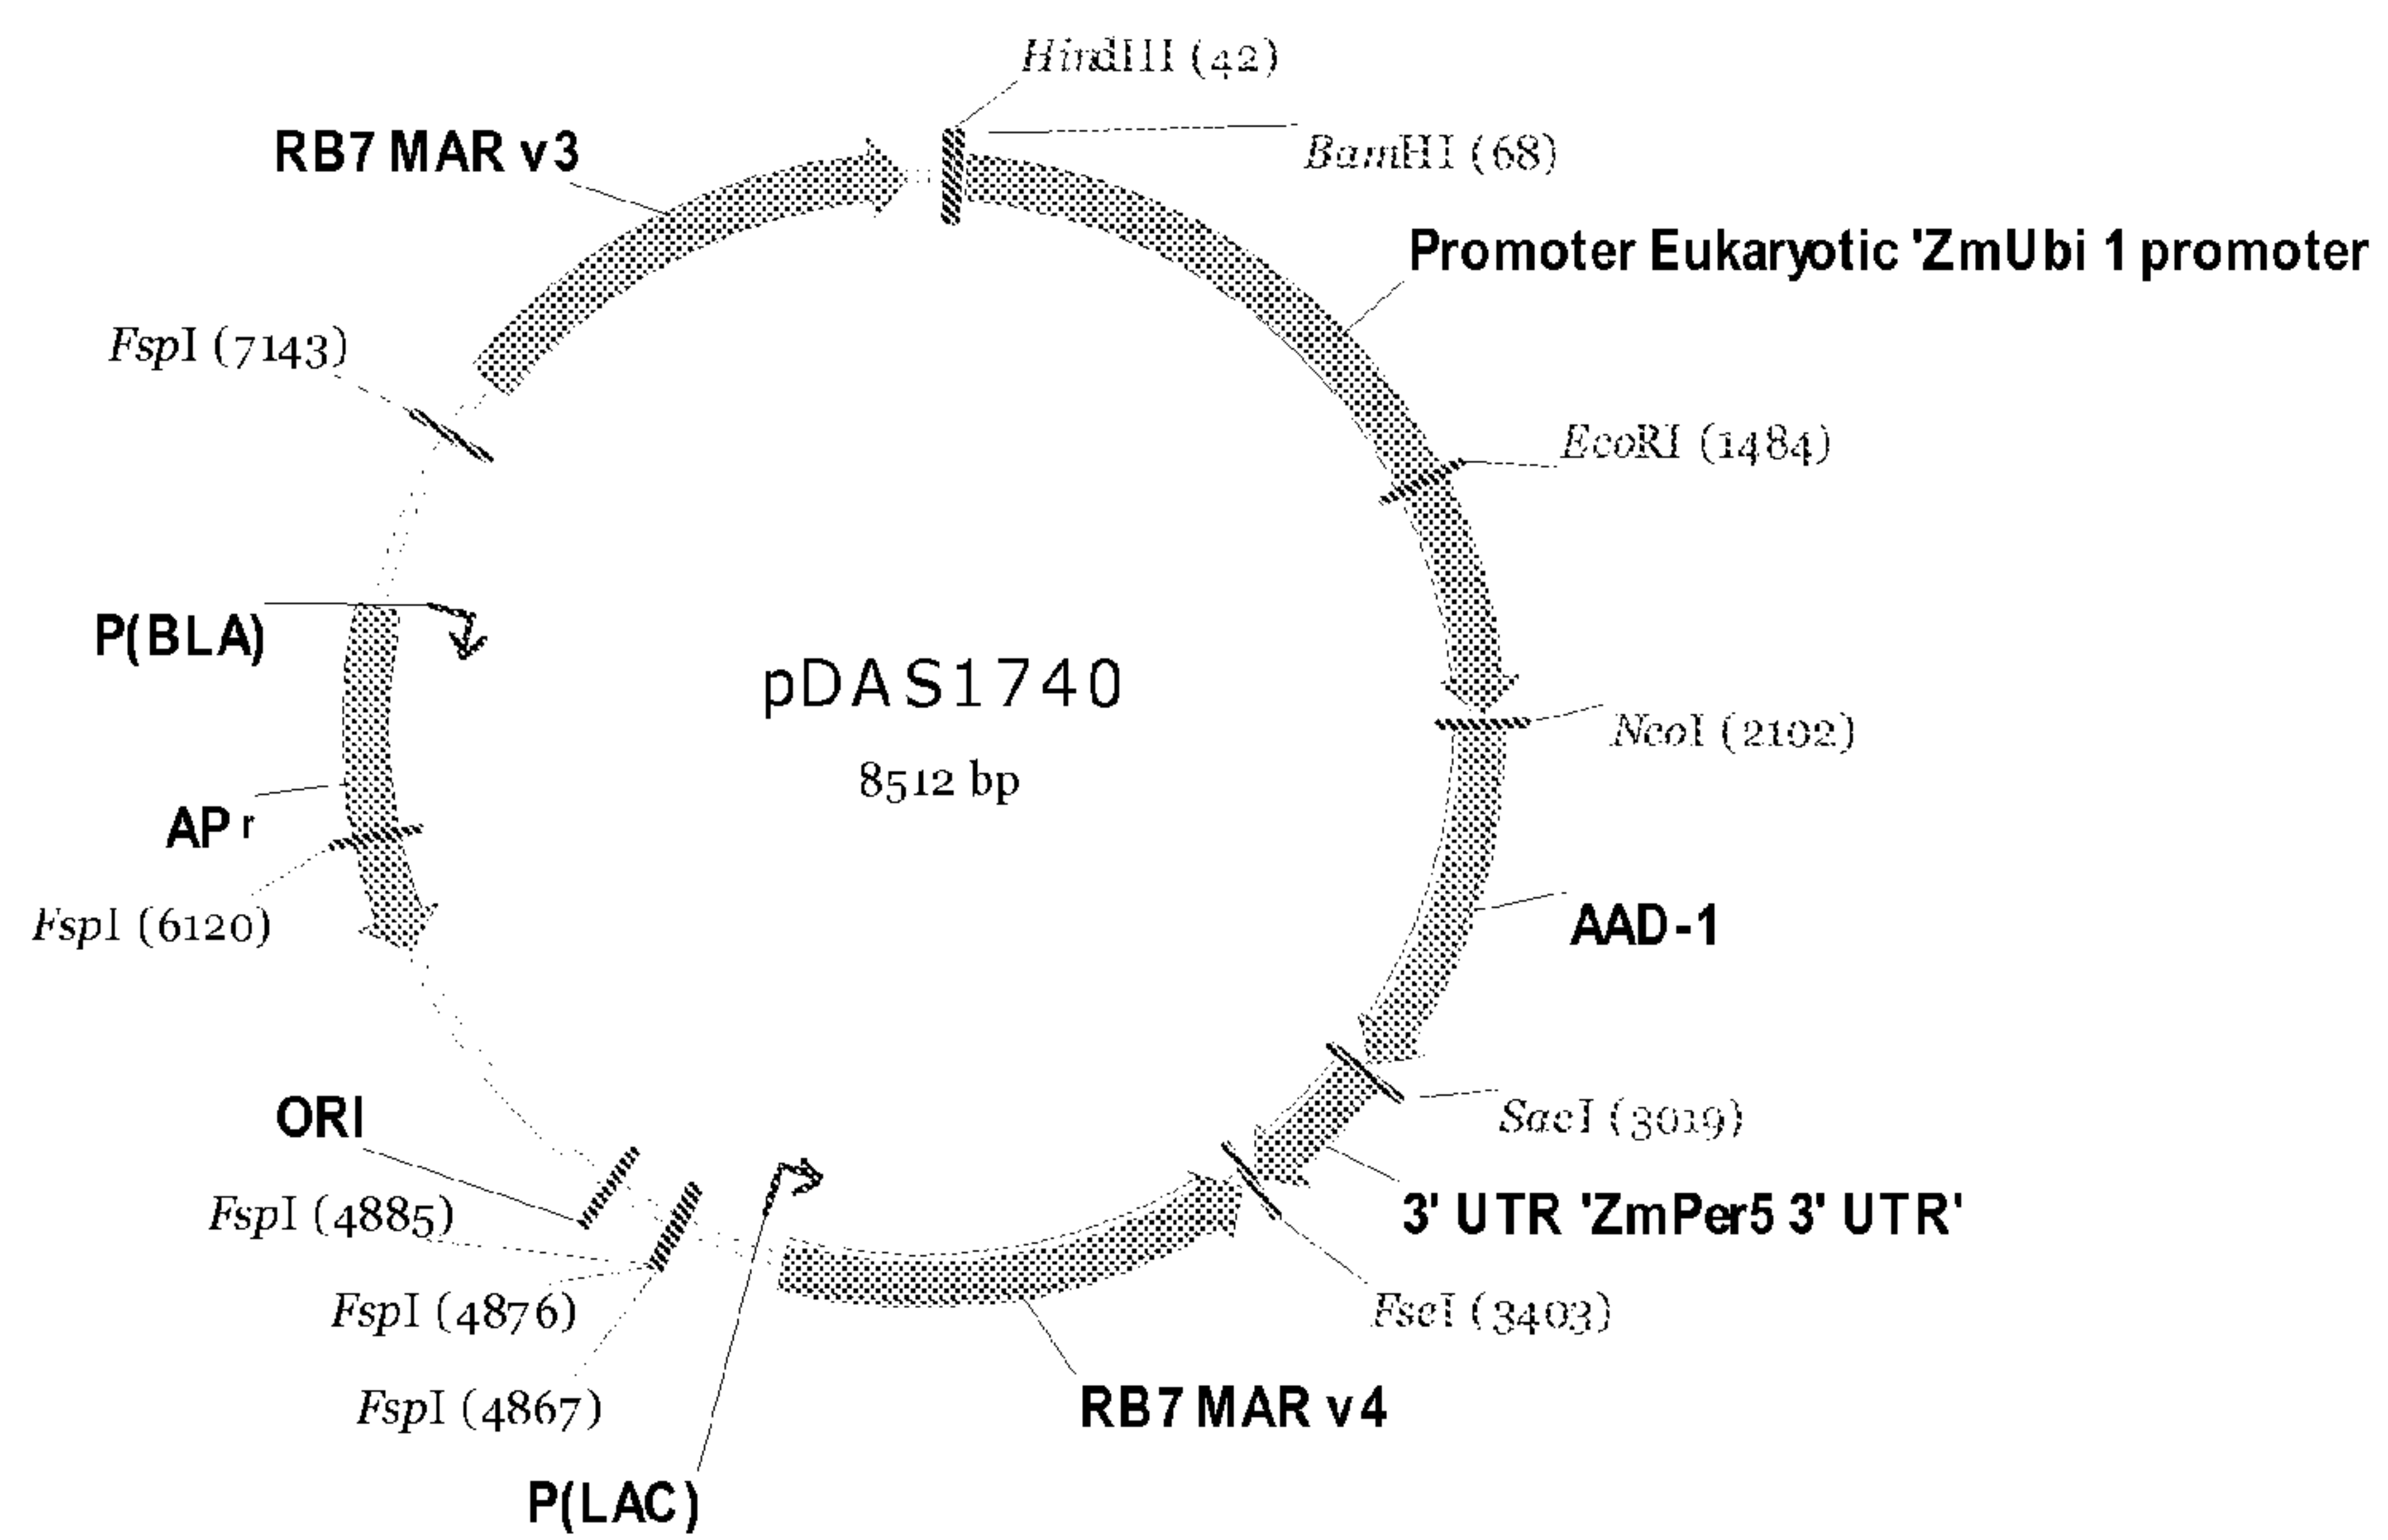 HindIII (42)
RB7 MAR v3
BamHI (68)
Promoter Eukaryotic 'ZmUbi 1 promoter
FspI (7143)
EcoRI (1484)
P(BLA)
pDAS1740
NcoI (2102)
8512 bp
APr
AAD-1
FspI (6120)
ORI
SacI (3019)
FspI (4885)
3' UTR 'ZmPer5 3' UTR'
FspI (4876)
FseI (3403)
FspI (4867)
RB7 MAR v4
P(LAC)